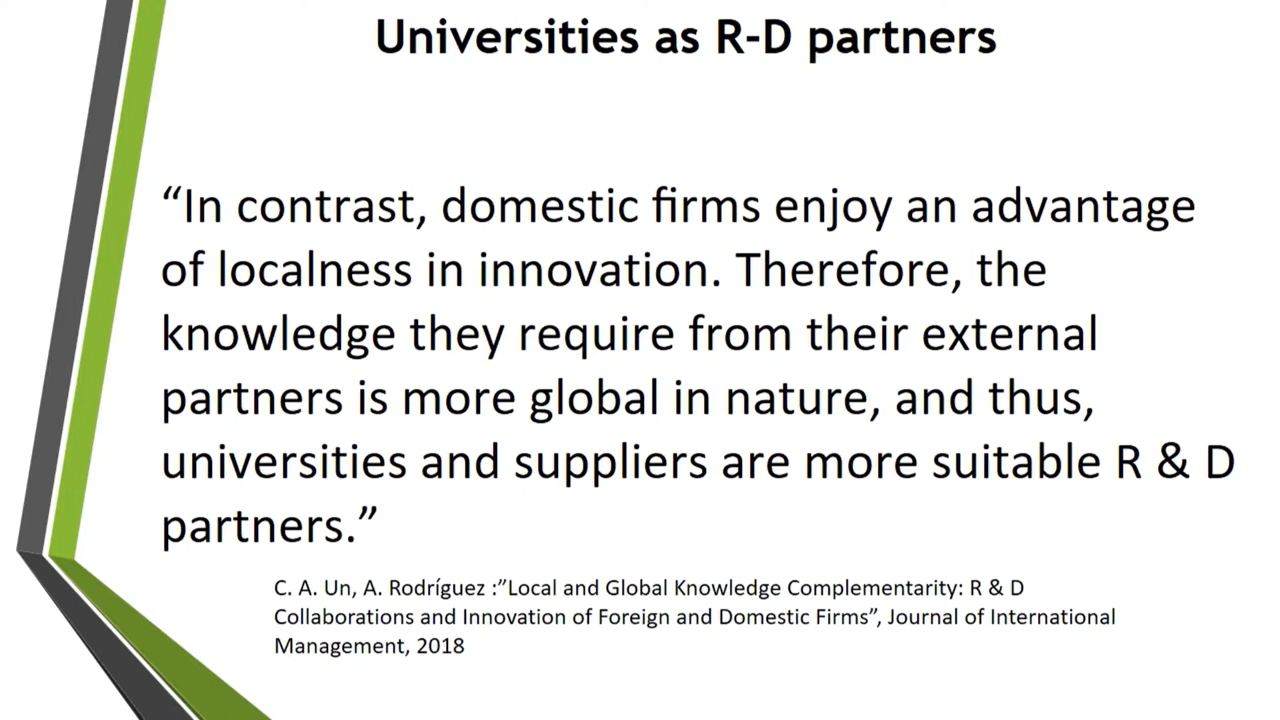 Universities as R-D partners
“In contrast, domestic firms enjoy an advantage
of localness in innovation. Therefore, the
knowledge they require from their external
partners is more global in nature, and thus,
universities and suppliers are more suitable R & D
partners.”
C. A. Un, A. Rodríguez :”Local and Global Knowledge Complementarity: R & D
Collaborations and Innovation of Foreign and Domestic Firms”, Journal of International
Management, 2018